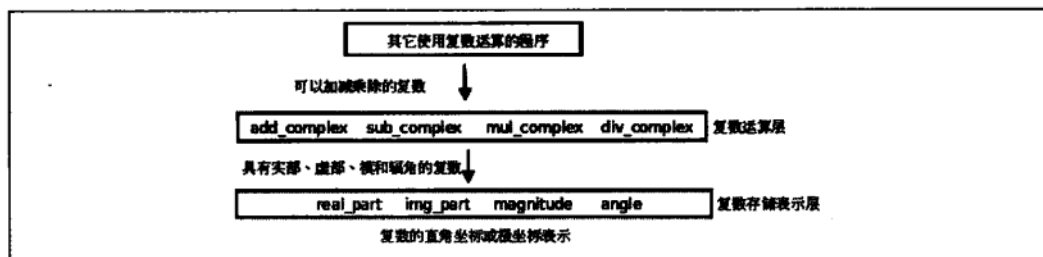 其它使用复数运算的程序
可以加减乘除的复数
add_complex sub_complex mul_complex div_complex 复数运算层
具有实部、虚部、模和辐角的复数
real_part img_part magnitude angle 复数存储表示层
复数的直角坐标或极坐标表示